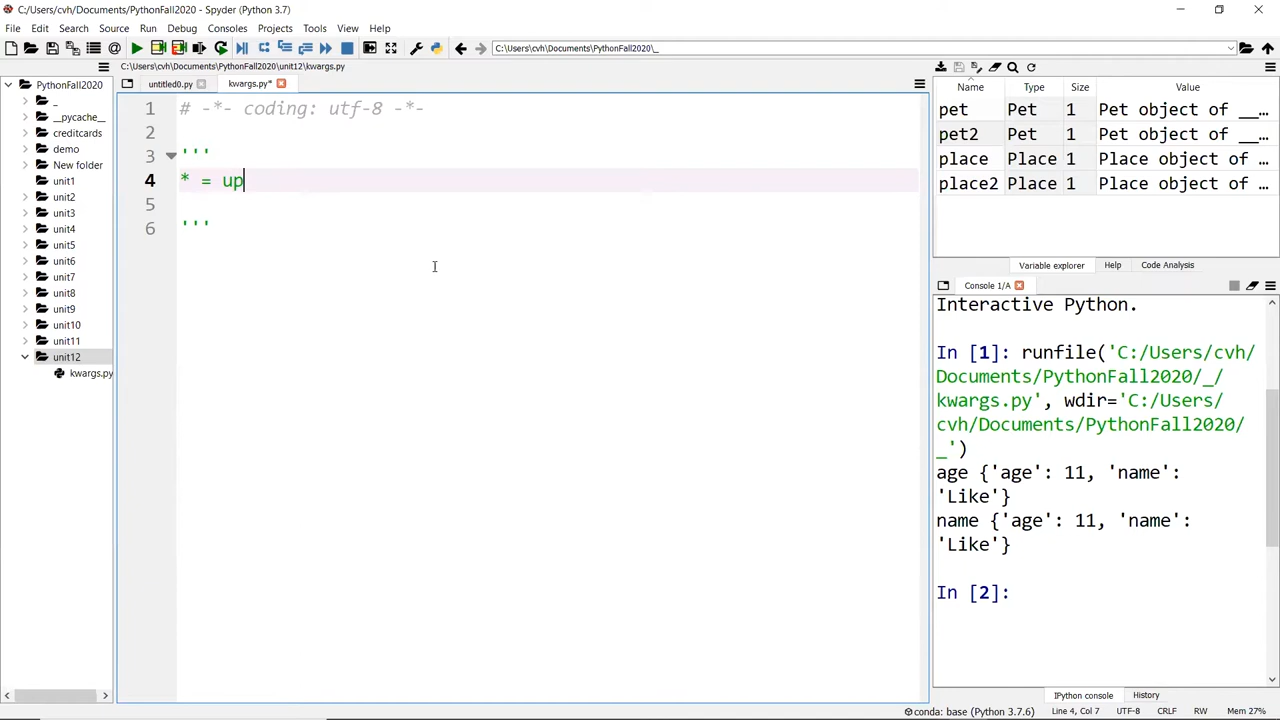 C:/Users/cvh/Documents/PythonFall2020 - Spyder (Python 3.7)
File Edit Search Source Run Debug Consoles Projects Tools View Help
C:\Users\cvh\Documents\PythonFall2020\_
C:\Users\cvh\Documents\PythonFall2020\unit12\kwargs.py
PythonFall2020
_
__pycache__
creditcards
demo
New folder
unit1
unit2
unit3
unit4
unit5
unit6
unit7
unit8
unit9
unit10
unit11
unit12
kwargs.py
untitled0.py kwargs.py*
1 # -*- coding: utf-8 -*-
2
3 '''
4 * = up
5
6 '''
Name Type Size Value
pet Pet 1 Pet object of __...
pet2 Pet 1 Pet object of __...
place Place 1 Place object of ...
place2 Place 1 Place object of ...
Variable explorer Help Code Analysis
Console 1/A
Interactive Python.
In [1]: runfile('C:/Users/cvh/
Documents/PythonFall2020/_/
kwargs.py', wdir='C:/Users/
cvh/Documents/PythonFall2020/
_')
age {'age': 11, 'name':
'Like'}
name {'age': 11, 'name':
'Like'}
In [2]:
IPython console History
conda: base (Python 3.7.6) Line 4, Col 7 UTF-8 CRLF RW Mem 27%